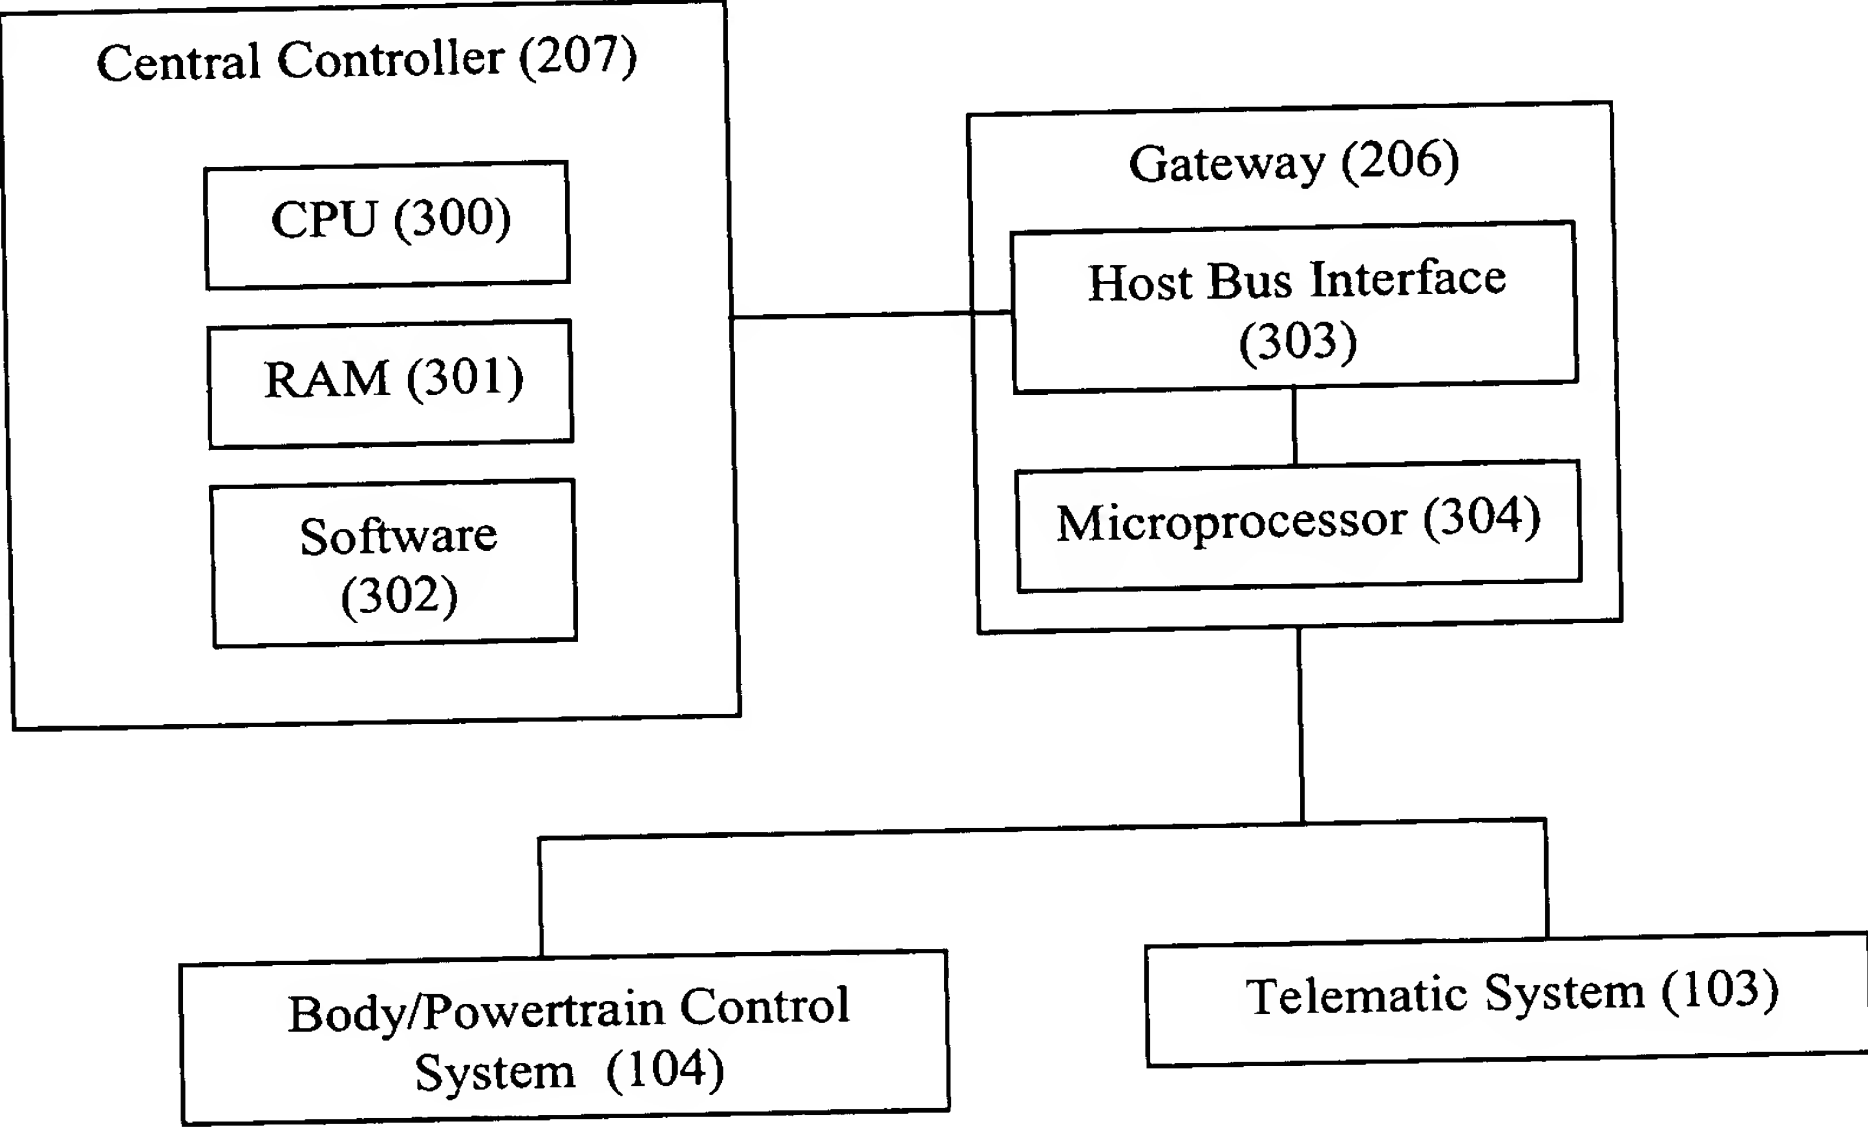 Central Controller (207)
CPU (300)
RAM (301)
Software
(302)
Gateway (206)
Host Bus Interface
(303)
Microprocessor (304)
Body/Powertrain Control
System (104)
Telematic System (103)